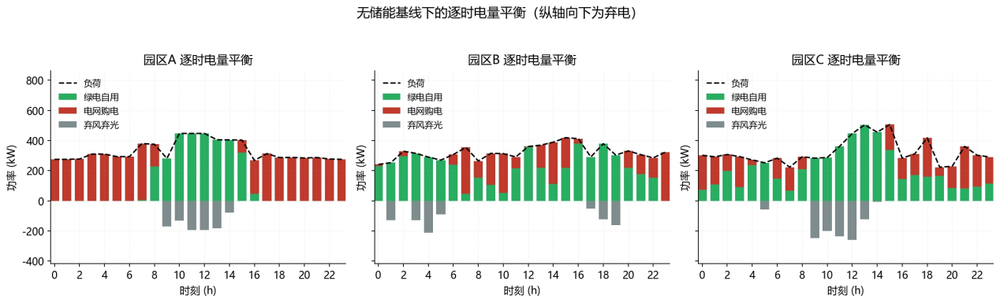 无储能基线下的逐时电量平衡（纵轴向下为弃电）
园区A 逐时电量平衡
功率 (kW)
800
600
400
200
0
-200
-400
负荷
绿电自用
电网购电
弃风弃光
0 2 4 6 8 10 12 14 16 18 20 22
时刻 (h)
园区B 逐时电量平衡
功率 (kW)
负荷
绿电自用
电网购电
弃风弃光
0 2 4 6 8 10 12 14 16 18 20 22
时刻 (h)
园区C 逐时电量平衡
功率 (kW)
负荷
绿电自用
电网购电
弃风弃光
0 2 4 6 8 10 12 14 16 18 20 22
时刻 (h)